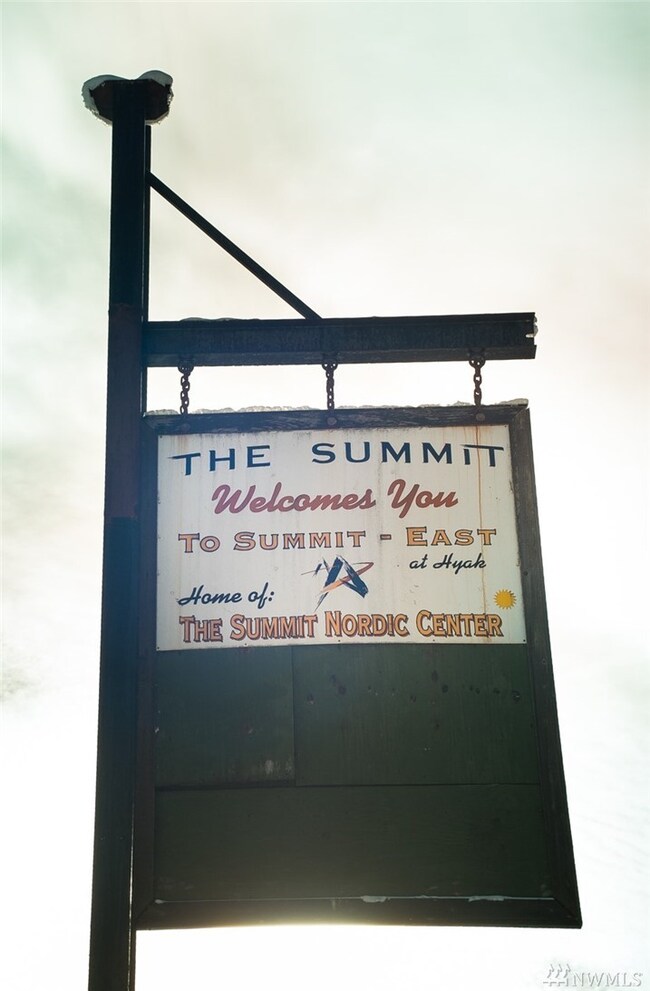 THE SUMMIT
Welcomes You
TO SUMMIT - EAST
at Hyak
Home of:
THE SUMMIT NORDIC CENTER
NWMLS